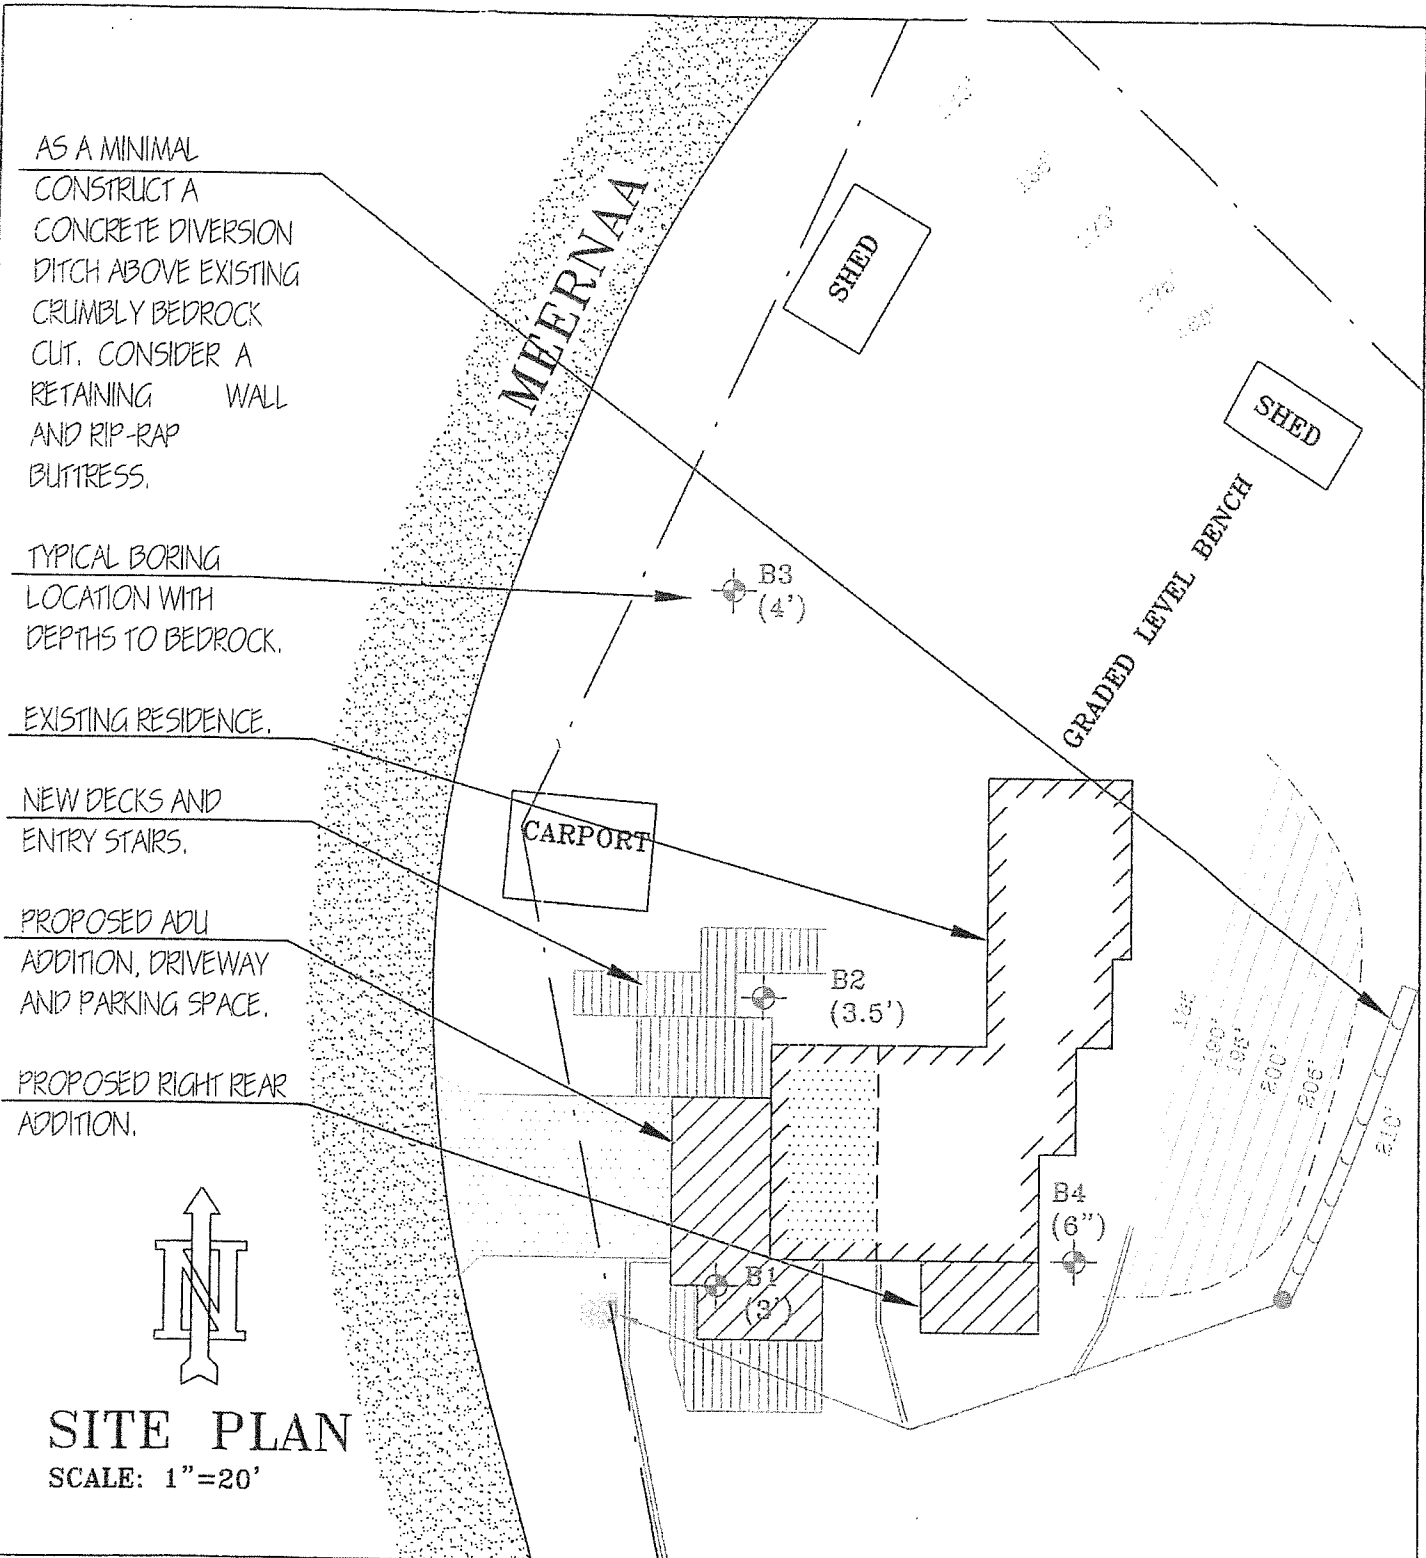 AS A MINIMAL
CONSTRUCT A
CONCRETE DIVERSION
DITCH ABOVE EXISTING
CRUMBLY BEDROCK
CUT. CONSIDER A
RETAINING WALL
AND RIP-RAP
BUTTRESS.
TYPICAL BORING
LOCATION WITH
DEPTHS TO BEDROCK.
EXISTING RESIDENCE.
NEW DECKS AND
ENTRY STAIRS.
PROPOSED ADU
ADDITION, DRIVEWAY
AND PARKING SPACE.
PROPOSED RIGHT REAR
ADDITION.
N
SITE PLAN
SCALE: 1"=20'
MEERNAA
SHED
SHED
GRADED LEVEL BENCH
B3
(4')
CARPORT
B2
(3.5')
B4
(6")
B1
(3')
190'
195'
200'
205'
210'